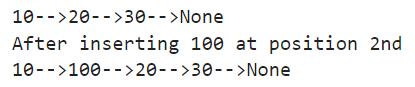 10-->20-->30-->None
After inserting 100 at position 2nd
10-->100-->20-->30-->None